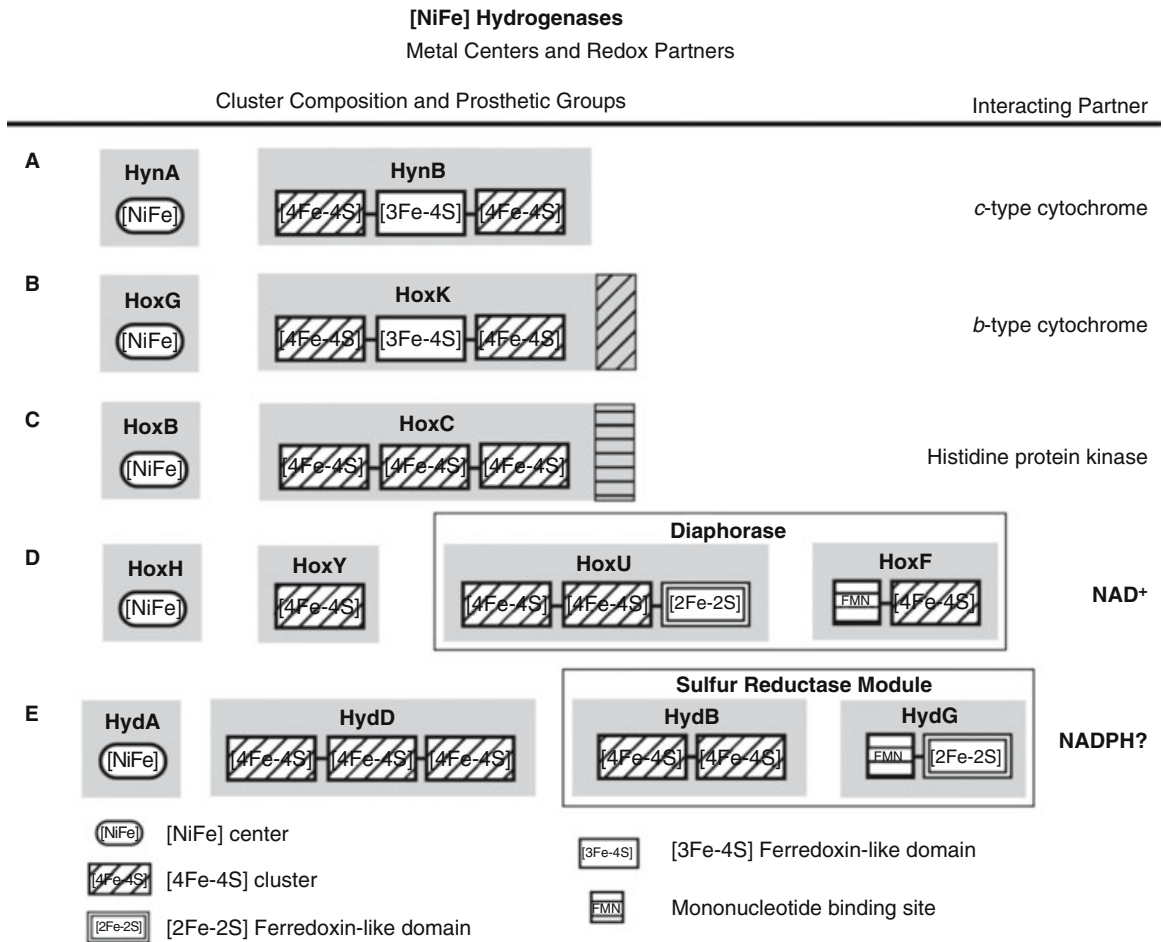 [NiFe] Hydrogenases
Metal Centers and Redox Partners
Cluster Composition and Prosthetic Groups Interacting Partner
A
HynA HynB
[NiFe] [4Fe-4S] [3Fe-4S] [4Fe-4S] c-type cytochrome
B
HoxG HoxK
[NiFe] [4Fe-4S] [3Fe-4S] [4Fe-4S] b-type cytochrome
C
HoxB HoxC
[NiFe] [4Fe-4S] [4Fe-4S] [4Fe-4S] Histidine protein kinase
Diaphorase
D
HoxH HoxY HoxU HoxF
[NiFe] [4Fe-4S] [4Fe-4S] [4Fe-4S] [2Fe-2S] FMN [4Fe-4S] NAD+
Sulfur Reductase Module
E
HydA HydD HydB HydG
[NiFe] [4Fe-4S] [4Fe-4S] [4Fe-4S] [4Fe-4S] [4Fe-4S] FMN [2Fe-2S] NADPH?
[NiFe] [NiFe] center
[4Fe-4S] [4Fe-4S] cluster
[2Fe-2S] [2Fe-2S] Ferredoxin-like domain
[3Fe-4S] [3Fe-4S] Ferredoxin-like domain
FMN Mononucleotide binding site